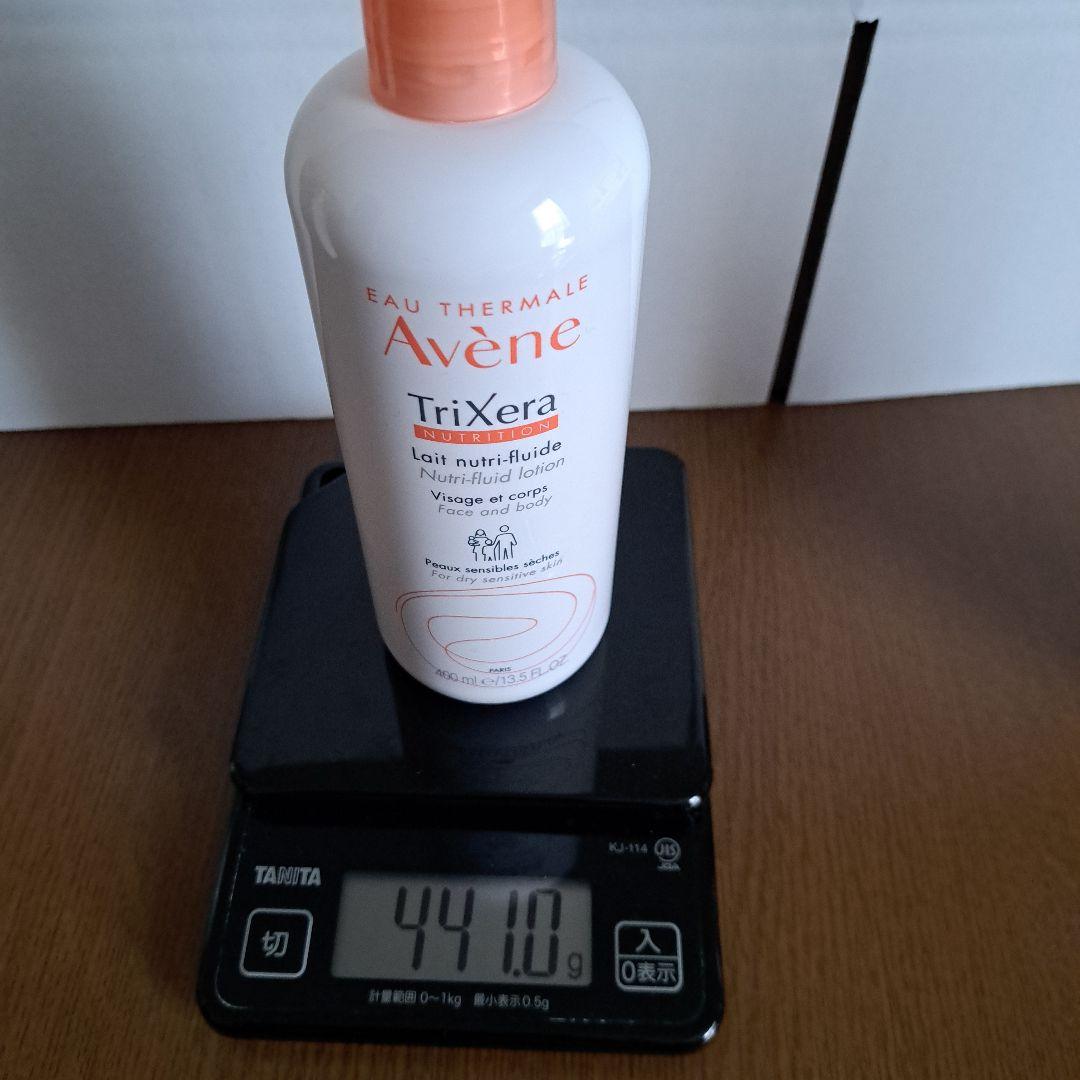 EAU THERMALE
Avène
TriXera
NUTRITION
Lait nutri-fluide
Nutri-fluid lotion
Visage et corps
Face and body
Peaux sensibles sèches
For dry sensitive skin
PARIS
400 ml ℮/13.5 FL.OZ.
KJ-114
JIS
TANITA
切
441.0 g
入
0表示
計量範囲 0~1kg 最小表示0.5g